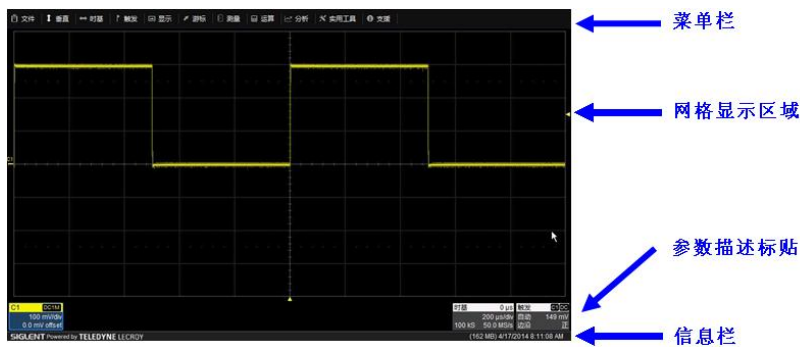 文件 垂直 时基 触发 显示 游标 测量 运算 分析 实用工具 支援
菜单栏
网格显示区域
C1
参数描述标贴
C1 DC1M
100 mV/div
0.0 mV offset
时基 0 µs
200 µs/div
100 kS 50.0 MS/s
触发 C1 DC
自动 149 mV
边沿 正
SIGLENT Powered by TELEDYNE LECROY
(162 MB) 4/17/2014 8:11:08 AM
信息栏